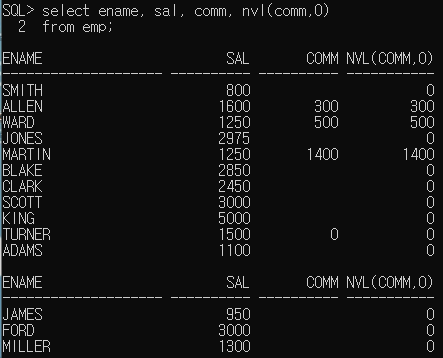 SQL> select ename, sal, comm, nvl(comm,0)
2 from emp;
ENAME SAL COMM NVL(COMM,0)
-------------------- ---------- ---------- -----------
SMITH 800 0
ALLEN 1600 300 300
WARD 1250 500 500
JONES 2975 0
MARTIN 1250 1400 1400
BLAKE 2850 0
CLARK 2450 0
SCOTT 3000 0
KING 5000 0
TURNER 1500 0 0
ADAMS 1100 0
ENAME SAL COMM NVL(COMM,0)
-------------------- ---------- ---------- -----------
JAMES 950 0
FORD 3000 0
MILLER 1300 0